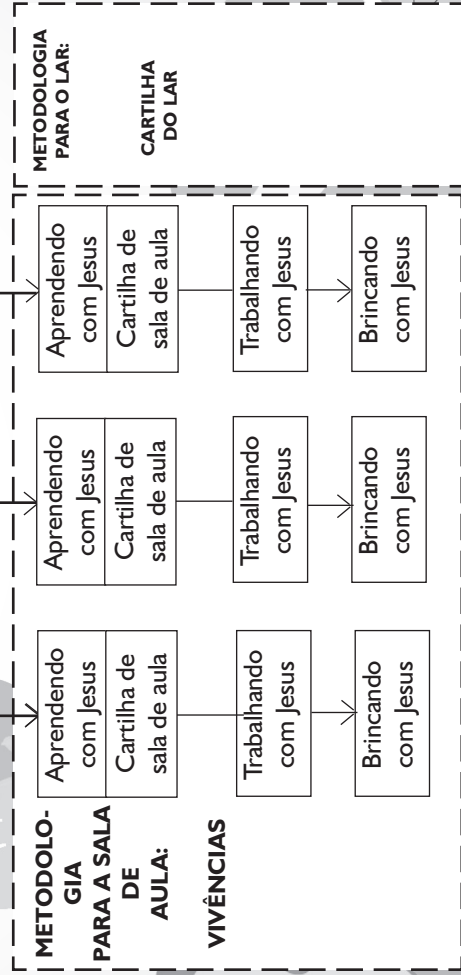 METODOLO-
GIA
PARA A SALA
DE
AULA:
VIVÊNCIAS
Aprendendo
com Jesus
Cartilha de
sala de aula
Trabalhando
com Jesus
Brincando
com Jesus
Aprendendo
com Jesus
Cartilha de
sala de aula
Trabalhando
com Jesus
Brincando
com Jesus
Aprendendo
com Jesus
Cartilha de
sala de aula
Trabalhando
com Jesus
Brincando
com Jesus
METODOLOGIA
PARA O LAR:
CARTILHA
DO LAR